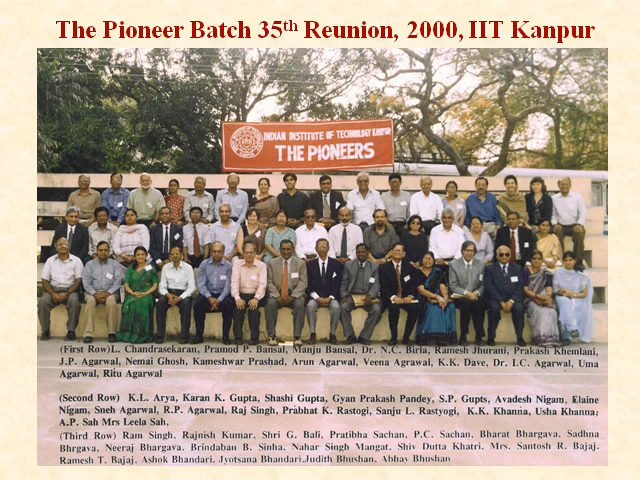 The Pioneer Batch 35th Reunion, 2000, IIT Kanpur
INDIAN INSTITUTE OF TECHNOLOGY KANPUR
THE PIONEERS
(First Row)L. Chandrasekaran, Pramod P. Bansal, Manju Bansal, Dr. N.C. Birla, Ramesh Jhurani, Prakash Khemlani,
J.P. Agarwal, Nemai Ghosh, Kameshwar Prashad, Arun Agarwal, Veena Agrawal, K.K. Dave, Dr. I.C. Agarwal, Uma
Agarwal, Ritu Agarwal
(Second Row) K.L. Arya, Karan K. Gupta, Shashi Gupta, Gyan Prakash Pandey, S.P. Gupts, Avadesh Nigam, Elaine
Nigam, Sneh Agarwal, R.P. Agarwal, Raj Singh, Prabhat K. Rastogi, Sanju L. Rastyogi, K.K. Khanna, Usha Khanna,
A.P. Sah Mrs Leela Sah,
(Third Row) Ram Singh, Rajnish Kumar, Shri G. Bali, Pratibha Sachan, P.C. Sachan, Bharat Bhargava, Sadhna
Bhrgava, Neeraj Bhargava, Brindaban B. Sinha, Nahar Singh Mangat, Shiv Dutta Khatri, Mrs. Santosh R. Bajaj,
Ramesh T. Bajaj, Ashok Bhandari, Jyotsana Bhandari,Judith Bhushan, Abhay Bhushan